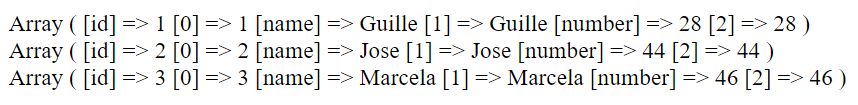 Array ( [id] => 1 [0] => 1 [name] => Guille [1] => Guille [number] => 28 [2] => 28 )
Array ( [id] => 2 [0] => 2 [name] => Jose [1] => Jose [number] => 44 [2] => 44 )
Array ( [id] => 3 [0] => 3 [name] => Marcela [1] => Marcela [number] => 46 [2] => 46 )